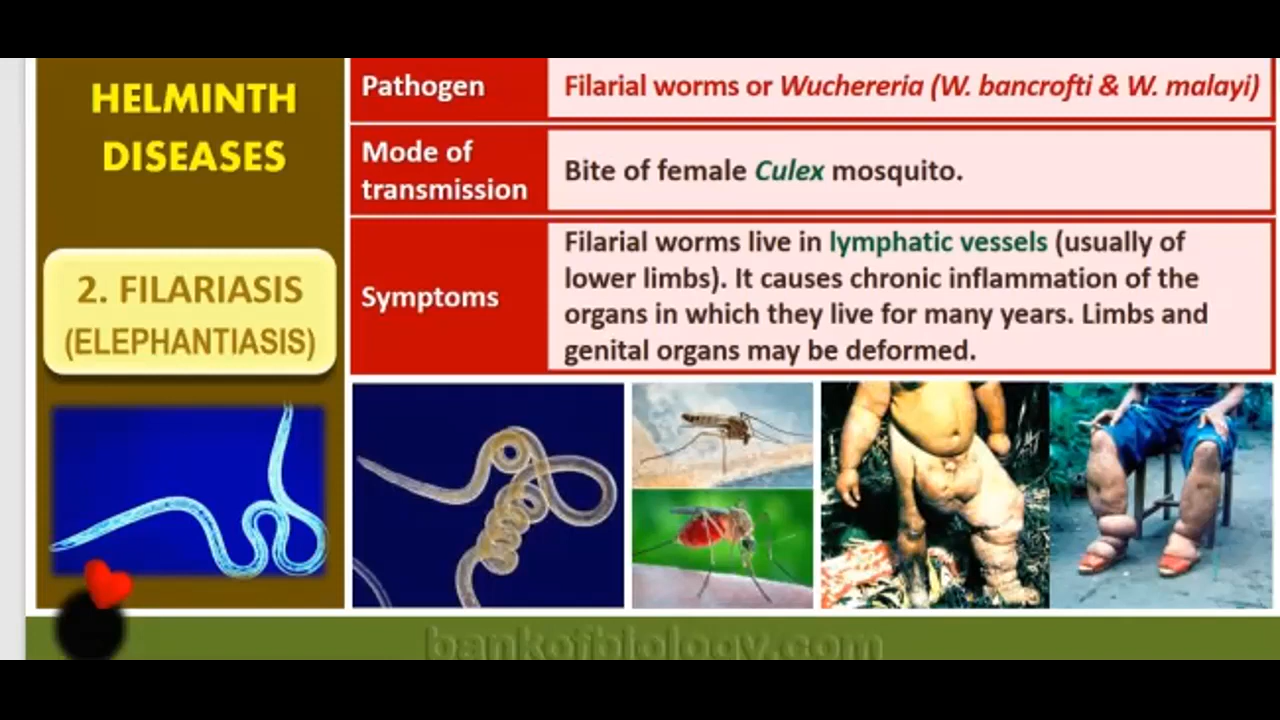 HELMINTH
DISEASES
2. FILARIASIS
(ELEPHANTIASIS)
Pathogen
Filarial worms or Wuchereria (W. bancrofti & W. malayi)
Mode of
transmission
Bite of female Culex mosquito.
Symptoms
Filarial worms live in lymphatic vessels (usually of
lower limbs). It causes chronic inflammation of the
organs in which they live for many years. Limbs and
genital organs may be deformed.
bankofbiology.com